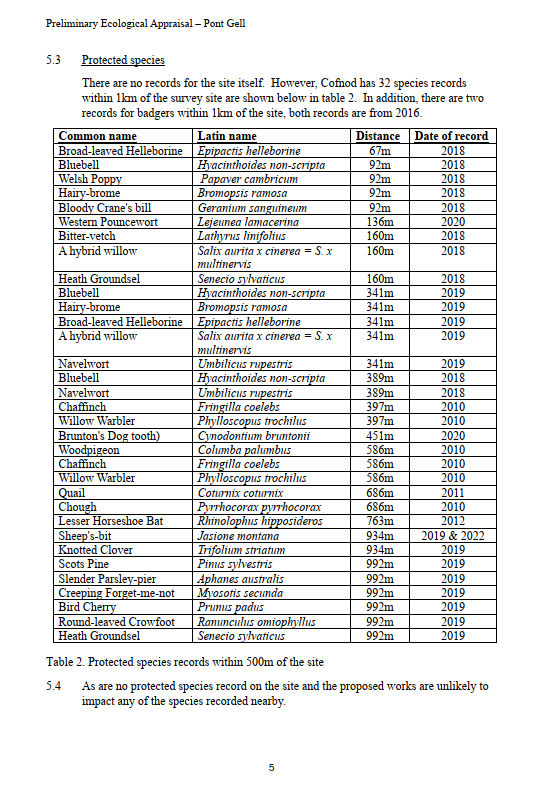 Preliminary Ecological Appraisal – Pont Gell
5.3 Protected species
There are no records for the site itself. However, Cofnod has 32 species records
within 1km of the survey site are shown below in table 2. In addition, there are two
records for badgers within 1km of the site, both records are from 2016.
Common name Latin name Distance Date of record
Broad-leaved Helleborine Epipactis helleborine 67m 2018
Bluebell Hyacinthoides non-scripta 92m 2018
Welsh Poppy Papaver cambricum 92m 2018
Hairy-brome Bromopsis ramosa 92m 2018
Bloody Crane's bill Geranium sanguineum 92m 2018
Western Pouncewort Lejeunea lamacerina 136m 2020
Bitter-vetch Lathyrus linifolius 160m 2018
A hybrid willow Salix aurita x cinerea = S. x 160m 2018
multinervis
Heath Groundsel Senecio sylvaticus 160m 2018
Bluebell Hyacinthoides non-scripta 341m 2019
Hairy-brome Bromopsis ramosa 341m 2019
Broad-leaved Helleborine Epipactis helleborine 341m 2019
A hybrid willow Salix aurita x cinerea = S. x 341m 2019
multinervis
Navelwort Umbilicus rupestris 341m 2019
Bluebell Hyacinthoides non-scripta 389m 2018
Navelwort Umbilicus rupestris 389m 2018
Chaffinch Fringilla coelebs 397m 2010
Willow Warbler Phylloscopus trochilus 397m 2010
Brunton's Dog tooth) Cynodontium bruntonii 451m 2020
Woodpigeon Columba palumbus 586m 2010
Chaffinch Fringilla coelebs 586m 2010
Willow Warbler Phylloscopus trochilus 586m 2010
Quail Coturnix coturnix 686m 2011
Chough Pyrrhocorax pyrrhocorax 686m 2010
Lesser Horseshoe Bat Rhinolophus hipposideros 763m 2012
Sheep's-bit Jasione montana 934m 2019 & 2022
Knotted Clover Trifolium striatum 934m 2019
Scots Pine Pinus sylvestris 992m 2019
Slender Parsley-pier Aphanes australis 992m 2019
Creeping Forget-me-not Myosotis secunda 992m 2019
Bird Cherry Prunus padus 992m 2019
Round-leaved Crowfoot Ranunculus omiophyllus 992m 2019
Heath Groundsel Senecio sylvaticus 992m 2019
Table 2. Protected species records within 500m of the site
5.4 As are no protected species record on the site and the proposed works are unlikely to
impact any of the species recorded nearby.
5